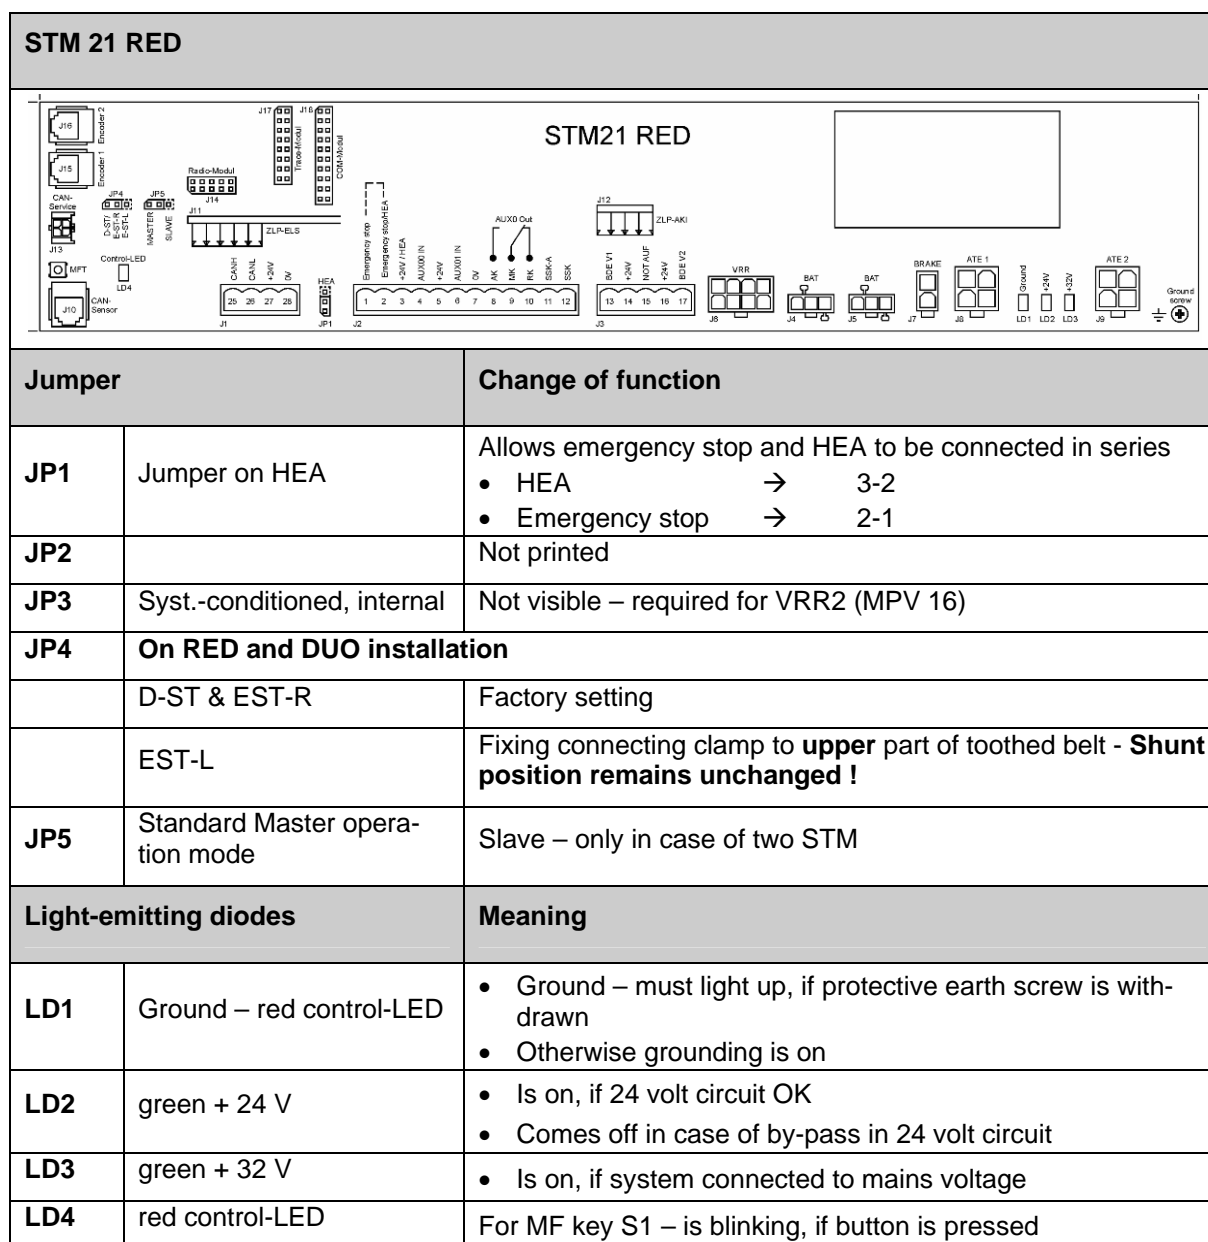 STM 21 RED
STM21 RED
J16
Encoder 2
J15
Encoder 1
CAN-
Service
J13
MFT
J10
CAN-
Sensor
JP4
D-ST/
E-ST-R
E-ST-L
JP5
MASTER
SLAVE
Control-LED
LD4
Radio-Modul
J14
J11
ZLP-ELS
J17
Trace-Modul
J18
COM-Modul
CANH
CANL
+24V
0V
25 26 27 28
J1
HEA
JP1
Emergency stop
Emergency stop/HEA
+24V / HEA
AUX00 IN
+24V
AUX01 IN
0V
AK
MK
RK
SSK-A
SSK
AUX0 Out
1 2 3 4 5 6 7 8 9 10 11 12
J2
J12
ZLP-AKI
BDE V1
+24V
NOT AUF
+24V
BDE V2
13 14 15 16 17
J3
VRR
J6
BAT
J4
BAT
J5
BRAKE
J7
ATE 1
J8
Ground
+24V
+32V
LD1 LD2 LD3
ATE 2
J9
Ground
screw
Jumper
Change of function
JP1
Jumper on HEA
Allows emergency stop and HEA to be connected in series
• HEA → 3-2
• Emergency stop → 2-1
JP2
Not printed
JP3
Syst.-conditioned, internal
Not visible – required for VRR2 (MPV 16)
JP4
On RED and DUO installation
D-ST & EST-R
Factory setting
EST-L
Fixing connecting clamp to upper part of toothed belt - Shunt
position remains unchanged !
JP5
Standard Master opera-
tion mode
Slave – only in case of two STM
Light-emitting diodes
Meaning
LD1
Ground – red control-LED
• Ground – must light up, if protective earth screw is with-
drawn
• Otherwise grounding is on
LD2
green + 24 V
• Is on, if 24 volt circuit OK
• Comes off in case of by-pass in 24 volt circuit
LD3
green + 32 V
• Is on, if system connected to mains voltage
LD4
red control-LED
For MF key S1 – is blinking, if button is pressed